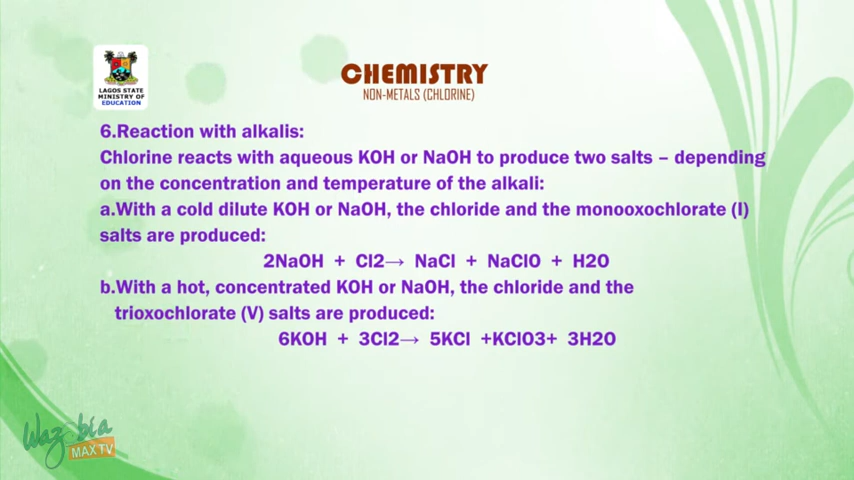 LAGOS STATE
MINISTRY OF
EDUCATION
CHEMISTRY
NON-METALS (CHLORINE)
6.Reaction with alkalis:
Chlorine reacts with aqueous KOH or NaOH to produce two salts – depending
on the concentration and temperature of the alkali:
a.With a cold dilute KOH or NaOH, the chloride and the monooxochlorate (I)
salts are produced:
2NaOH + Cl2→ NaCl + NaClO + H2O
b.With a hot, concentrated KOH or NaOH, the chloride and the
trioxochlorate (V) salts are produced:
6KOH + 3Cl2→ 5KCl +KClO3+ 3H2O
Wazobia
MAX TV